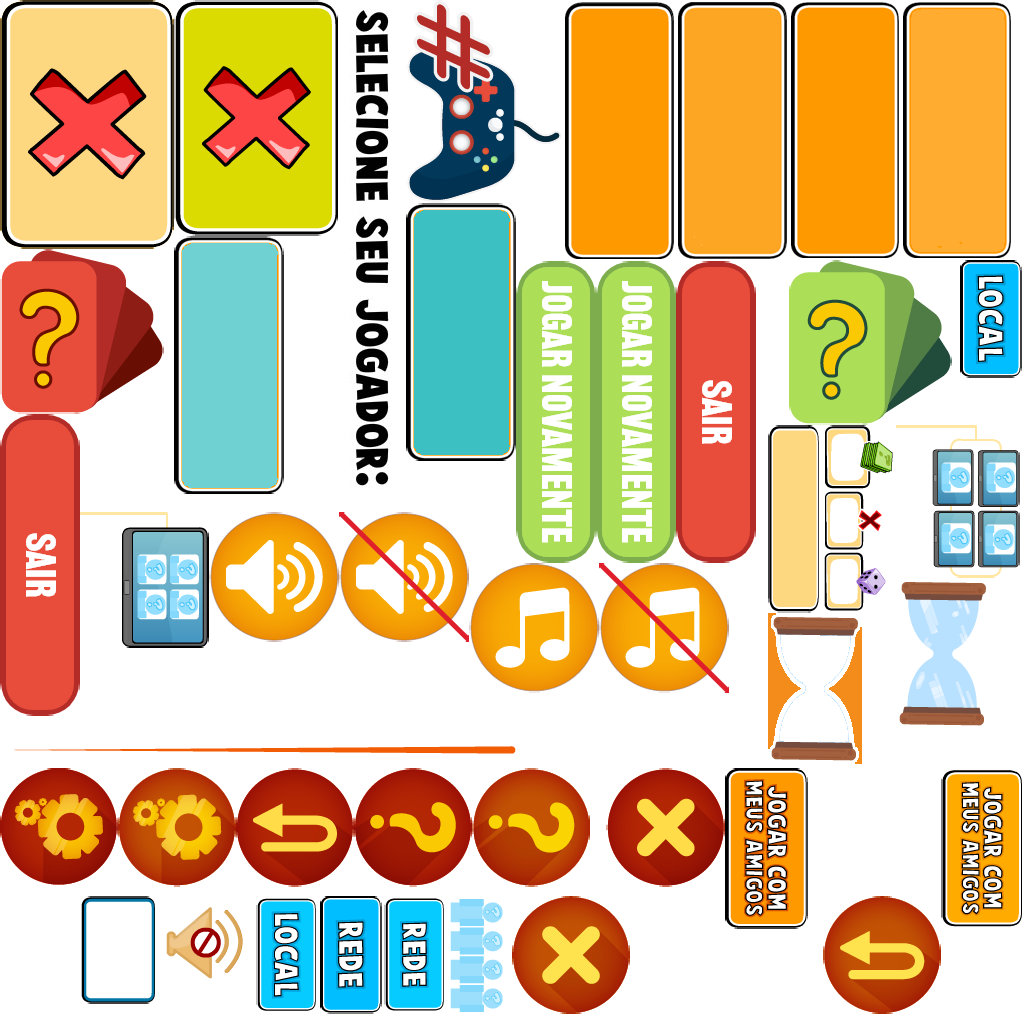 SELECIONE SEU JOGADOR:
#
?
JOGAR NOVAMENTE
JOGAR NOVAMENTE
SAIR
?
LOCAL
SAIR
?
?
JOGAR COM
MEUS AMIGOS
JOGAR COM
MEUS AMIGOS
LOCAL
REDE
REDE